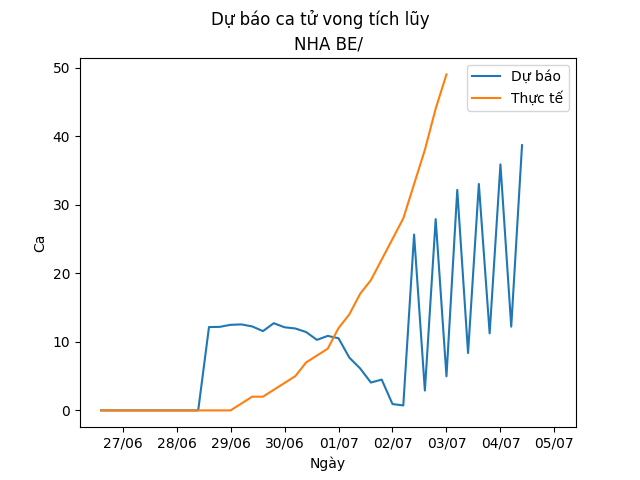 Dự báo ca tử vong tích lũy
NHA BE/
Dự báo
Thực tế
Ca
50
40
30
20
10
0
27/06 28/06 29/06 30/06 01/07 02/07 03/07 04/07 05/07
Ngày